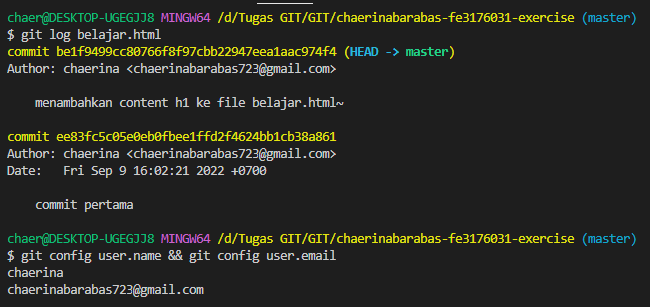 chaer@DESKTOP-UGEGJJ8 MINGW64 /d/Tugas GIT/GIT/chaerinabarabas-fe3176031-exercise (master)
$ git log belajar.html
commit be1f9499cc80766f8f97cbb22947eea1aac974f4 (HEAD -> master)
Author: chaerina <chaerinabarabas723@gmail.com>
menambahkan content h1 ke file belajar.html~
commit ee83fc5c05e0eb0fbee1ffd2f4624bb1cb38a861
Author: chaerina <chaerinabarabas723@gmail.com>
Date:   Fri Sep 9 16:02:21 2022 +0700
commit pertama
chaer@DESKTOP-UGEGJJ8 MINGW64 /d/Tugas GIT/GIT/chaerinabarabas-fe3176031-exercise (master)
$ git config user.name && git config user.email
chaerina
chaerinabarabas723@gmail.com